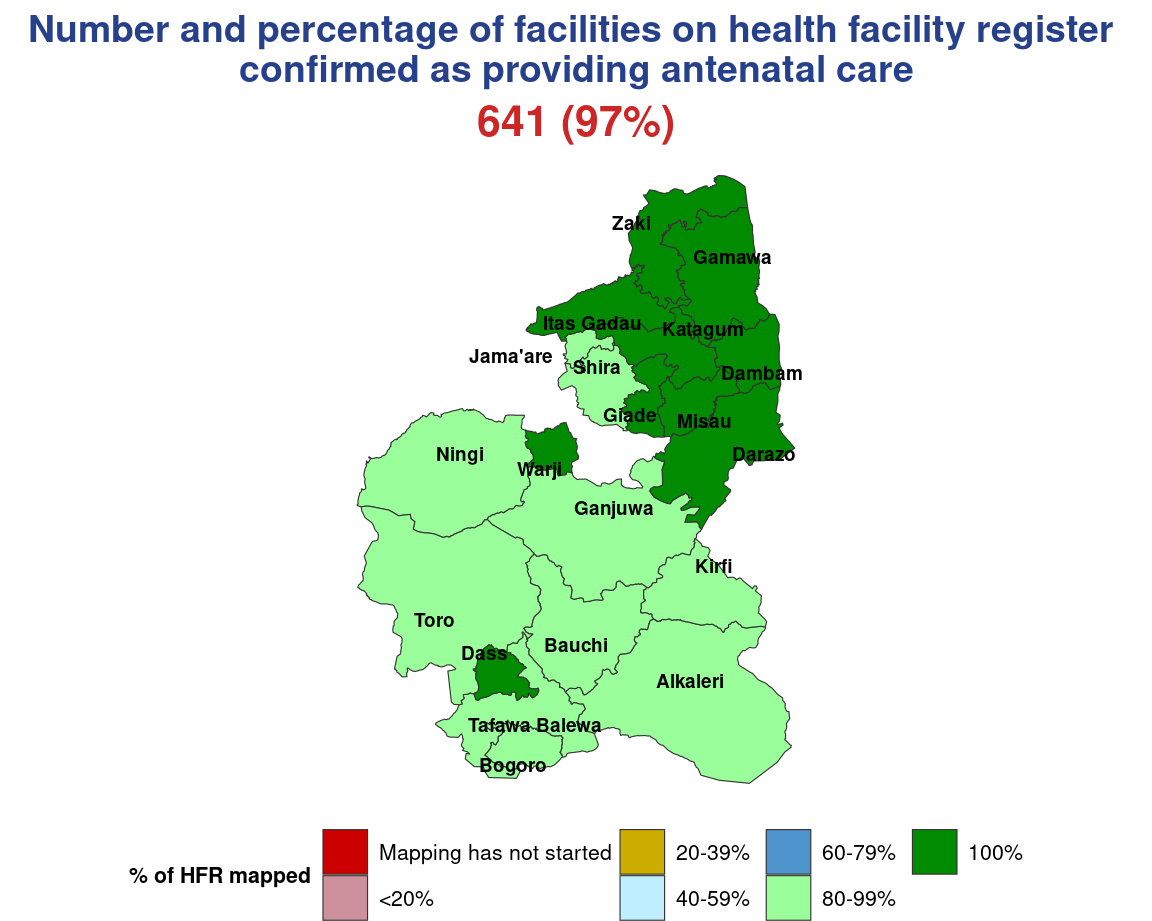 Number and percentage of facilities on health facility register
confirmed as providing antenatal care
641 (97%)
Zaki
Gamawa
Itas Gadau
Katagum
Jama'are
Shira
Dambam
Giade
Misau
Ningi
Warji
Darazo
Ganjuwa
Kirfi
Toro
Bauchi
Dass
Alkaleri
Tafawa Balewa
Bogoro
% of HFR mapped
Mapping has not started
<20%
20-39%
40-59%
60-79%
80-99%
100%